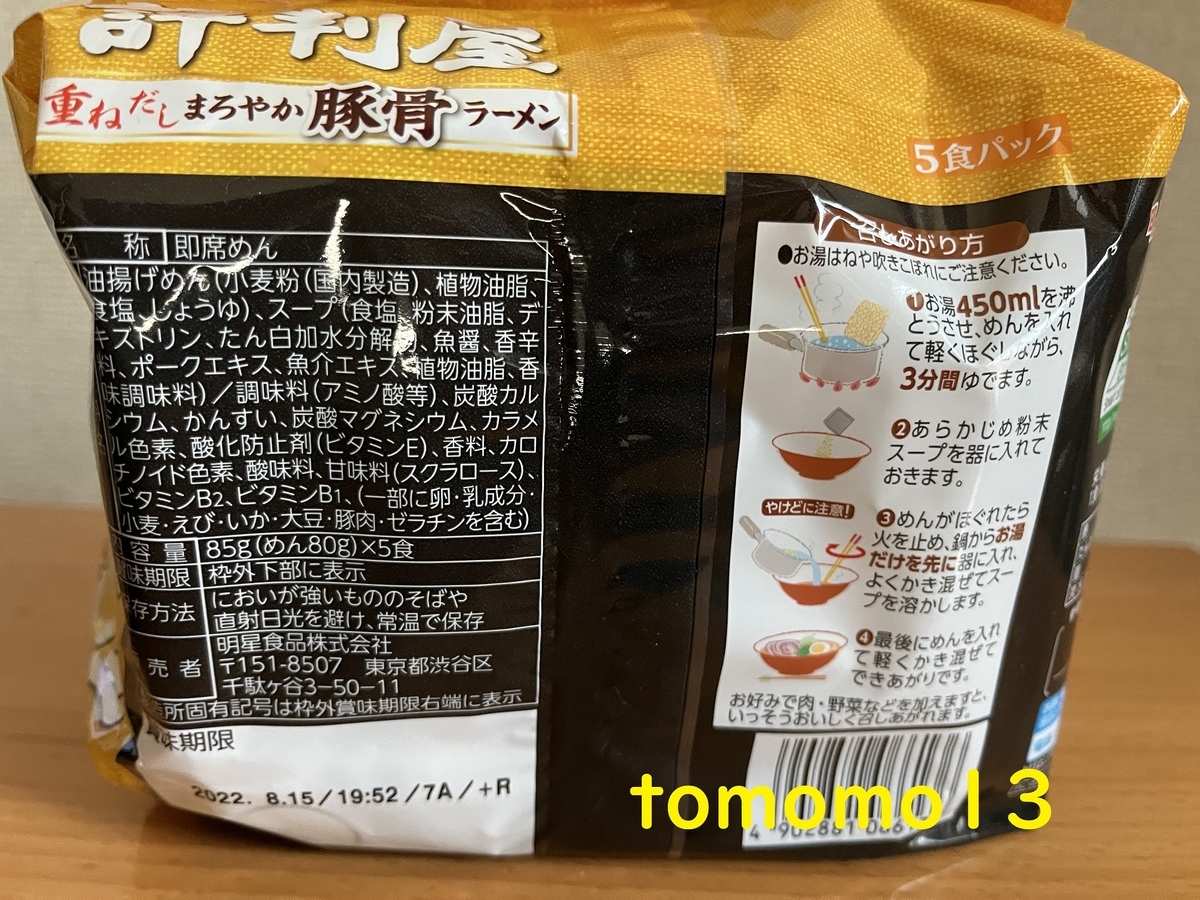 評判屋
重ねだしまろやか豚骨ラーメン
5食パック
名 称 即席めん
油揚げめん(小麦粉(国内製造)、植物油脂、
食塩、しょうゆ)、スープ(食塩、粉末油脂、デ
キストリン、たん白加水分解物、魚醤、香辛
料、ポークエキス、魚介エキス、植物油脂、香
味調味料)/調味料(アミノ酸等)、炭酸カル
シウム、かんすい、炭酸マグネシウム、カラメ
ル色素、酸化防止剤(ビタミンE)、香料、カロ
チノイド色素、酸味料、甘味料(スクラロース)、
ビタミンB2、ビタミンB1、(一部に卵・乳成分・
小麦・えび・いか・大豆・豚肉・ゼラチンを含む)
内容量 85g(めん80g)×5食
賞味期限 枠外下部に表示
保存方法 においが強いもののそばや
直射日光を避け、常温で保存
販売者 明星食品株式会社
〒151-8507 東京都渋谷区
千駄ヶ谷3-50-11
製造所固有記号は枠外賞味期限右端に表示
賞味期限
2022. 8.15/19:52/7A/+R
召しあがり方
●お湯はねや吹きこぼれにご注意ください。
❶お湯450mlを沸
とうさせ、めんを入れ
て軽くほぐしながら、
3分間ゆでます。
❷あらかじめ粉末
スープを器に入れて
おきます。
やけどに注意!
❸めんがほぐれたら
火を止め、鍋からお湯
だけを先に器に入れ、
よくかき混ぜてスー
プを溶かします。
❹最後にめんを入れ
て軽くかき混ぜて
できあがりです。
お好みで肉・野菜などを加えますと、
いっそうおいしく召しあがれます。
tomomo13